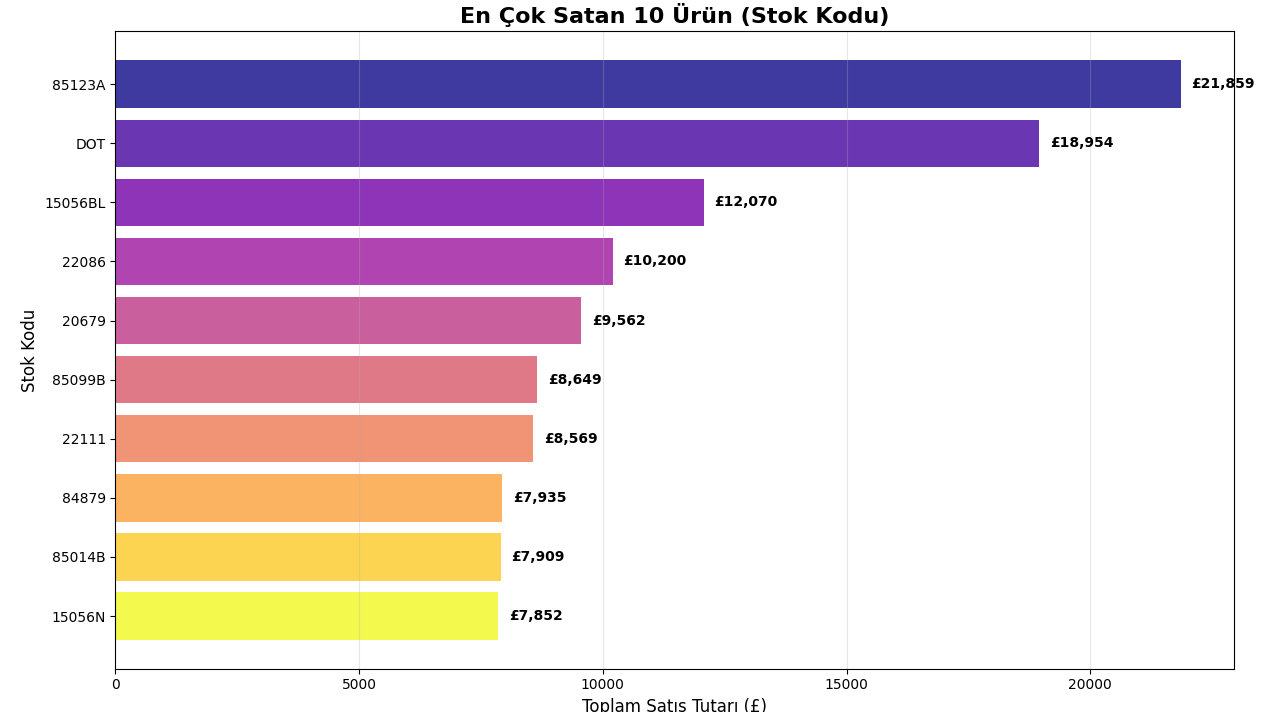 En Çok Satan 10 Ürün (Stok Kodu)
Stok Kodu
85123A £21,859
DOT £18,954
15056BL £12,070
22086 £10,200
20679 £9,562
85099B £8,649
22111 £8,569
84879 £7,935
85014B £7,909
15056N £7,852
0 5000 10000 15000 20000
Toplam Satış Tutarı (£)